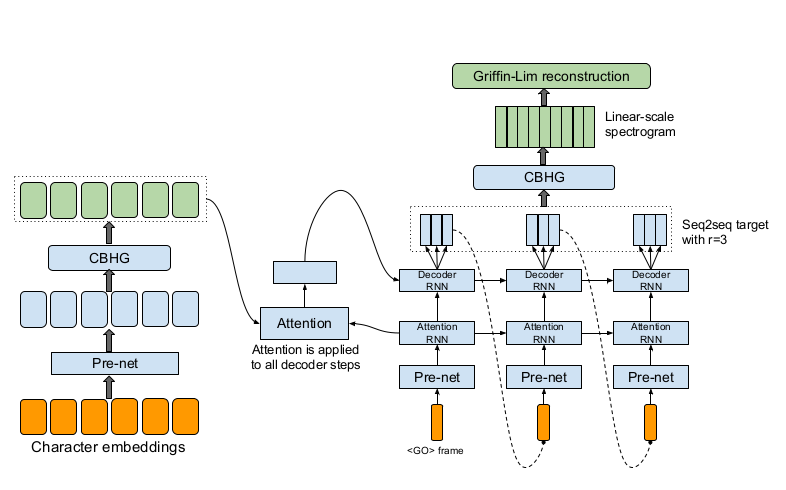 Griffin-Lim reconstruction
Linear-scale
spectrogram
CBHG
Seq2seq target
with r=3
CBHG
Decoder
RNN
Decoder
RNN
Decoder
RNN
Attention
Attention is applied
to all decoder steps
Attention
RNN
Attention
RNN
Attention
RNN
Pre-net
Pre-net
Pre-net
Pre-net
Character embeddings
<GO> frame